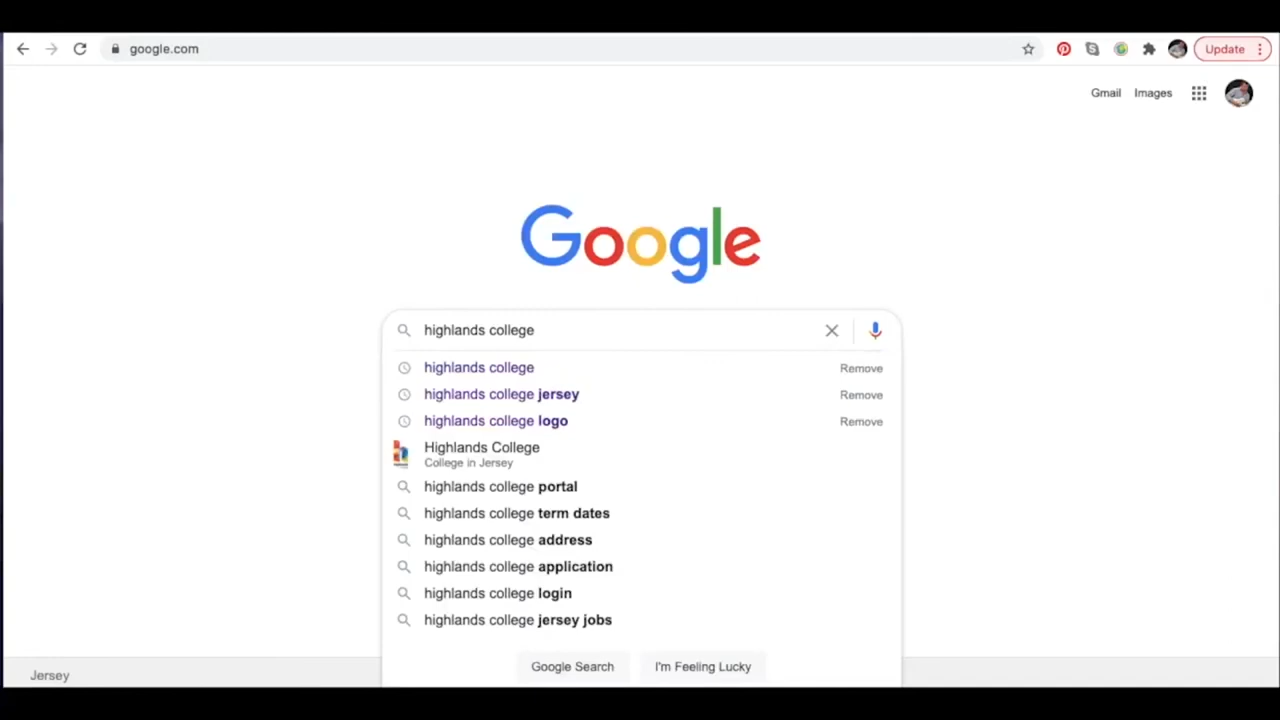 google.com
Update
Gmail Images
Google
highlands college
highlands college Remove
highlands college jersey Remove
highlands college logo Remove
Highlands College
College in Jersey
highlands college portal
highlands college term dates
highlands college address
highlands college application
highlands college login
highlands college jersey jobs
Google Search I'm Feeling Lucky
Jersey